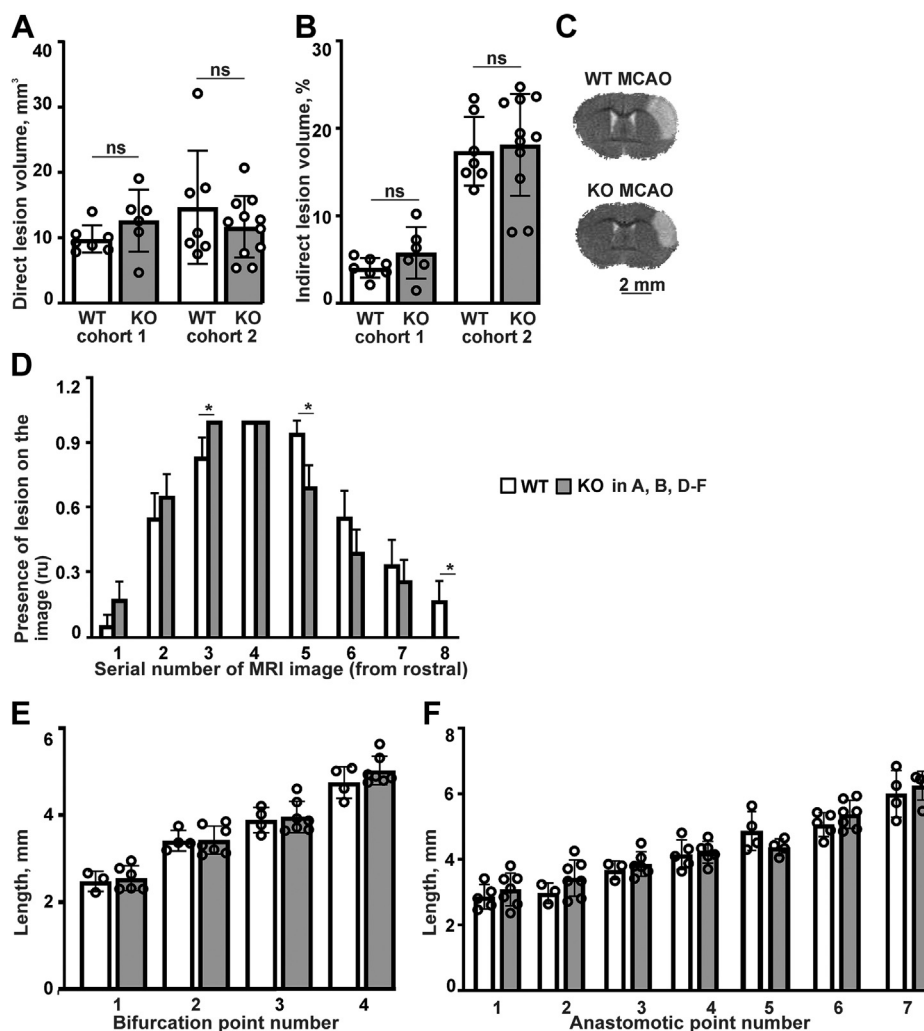 A
Direct lesion volume, mm³
40
30
20
10
0
ns
ns
WT KO WT KO
cohort 1 cohort 2
B
Indirect lesion volume, %
40
20
10
0
ns
ns
WT KO WT KO
cohort 1 cohort 2
C
WT MCAO
KO MCAO
2 mm
D
Presence of lesion on the
image (ru)
1.2
0.9
0.6
0.3
0
*
*
*
1 2 3 4 5 6 7 8
Serial number of MRI image (from rostral)
WT KO in A, B, D-F
E
Length, mm
6
4
2
0
1 2 3 4
Bifurcation point number
F
Length, mm
8
6
4
2
0
1 2 3 4 5 6 7
Anastomotic point number